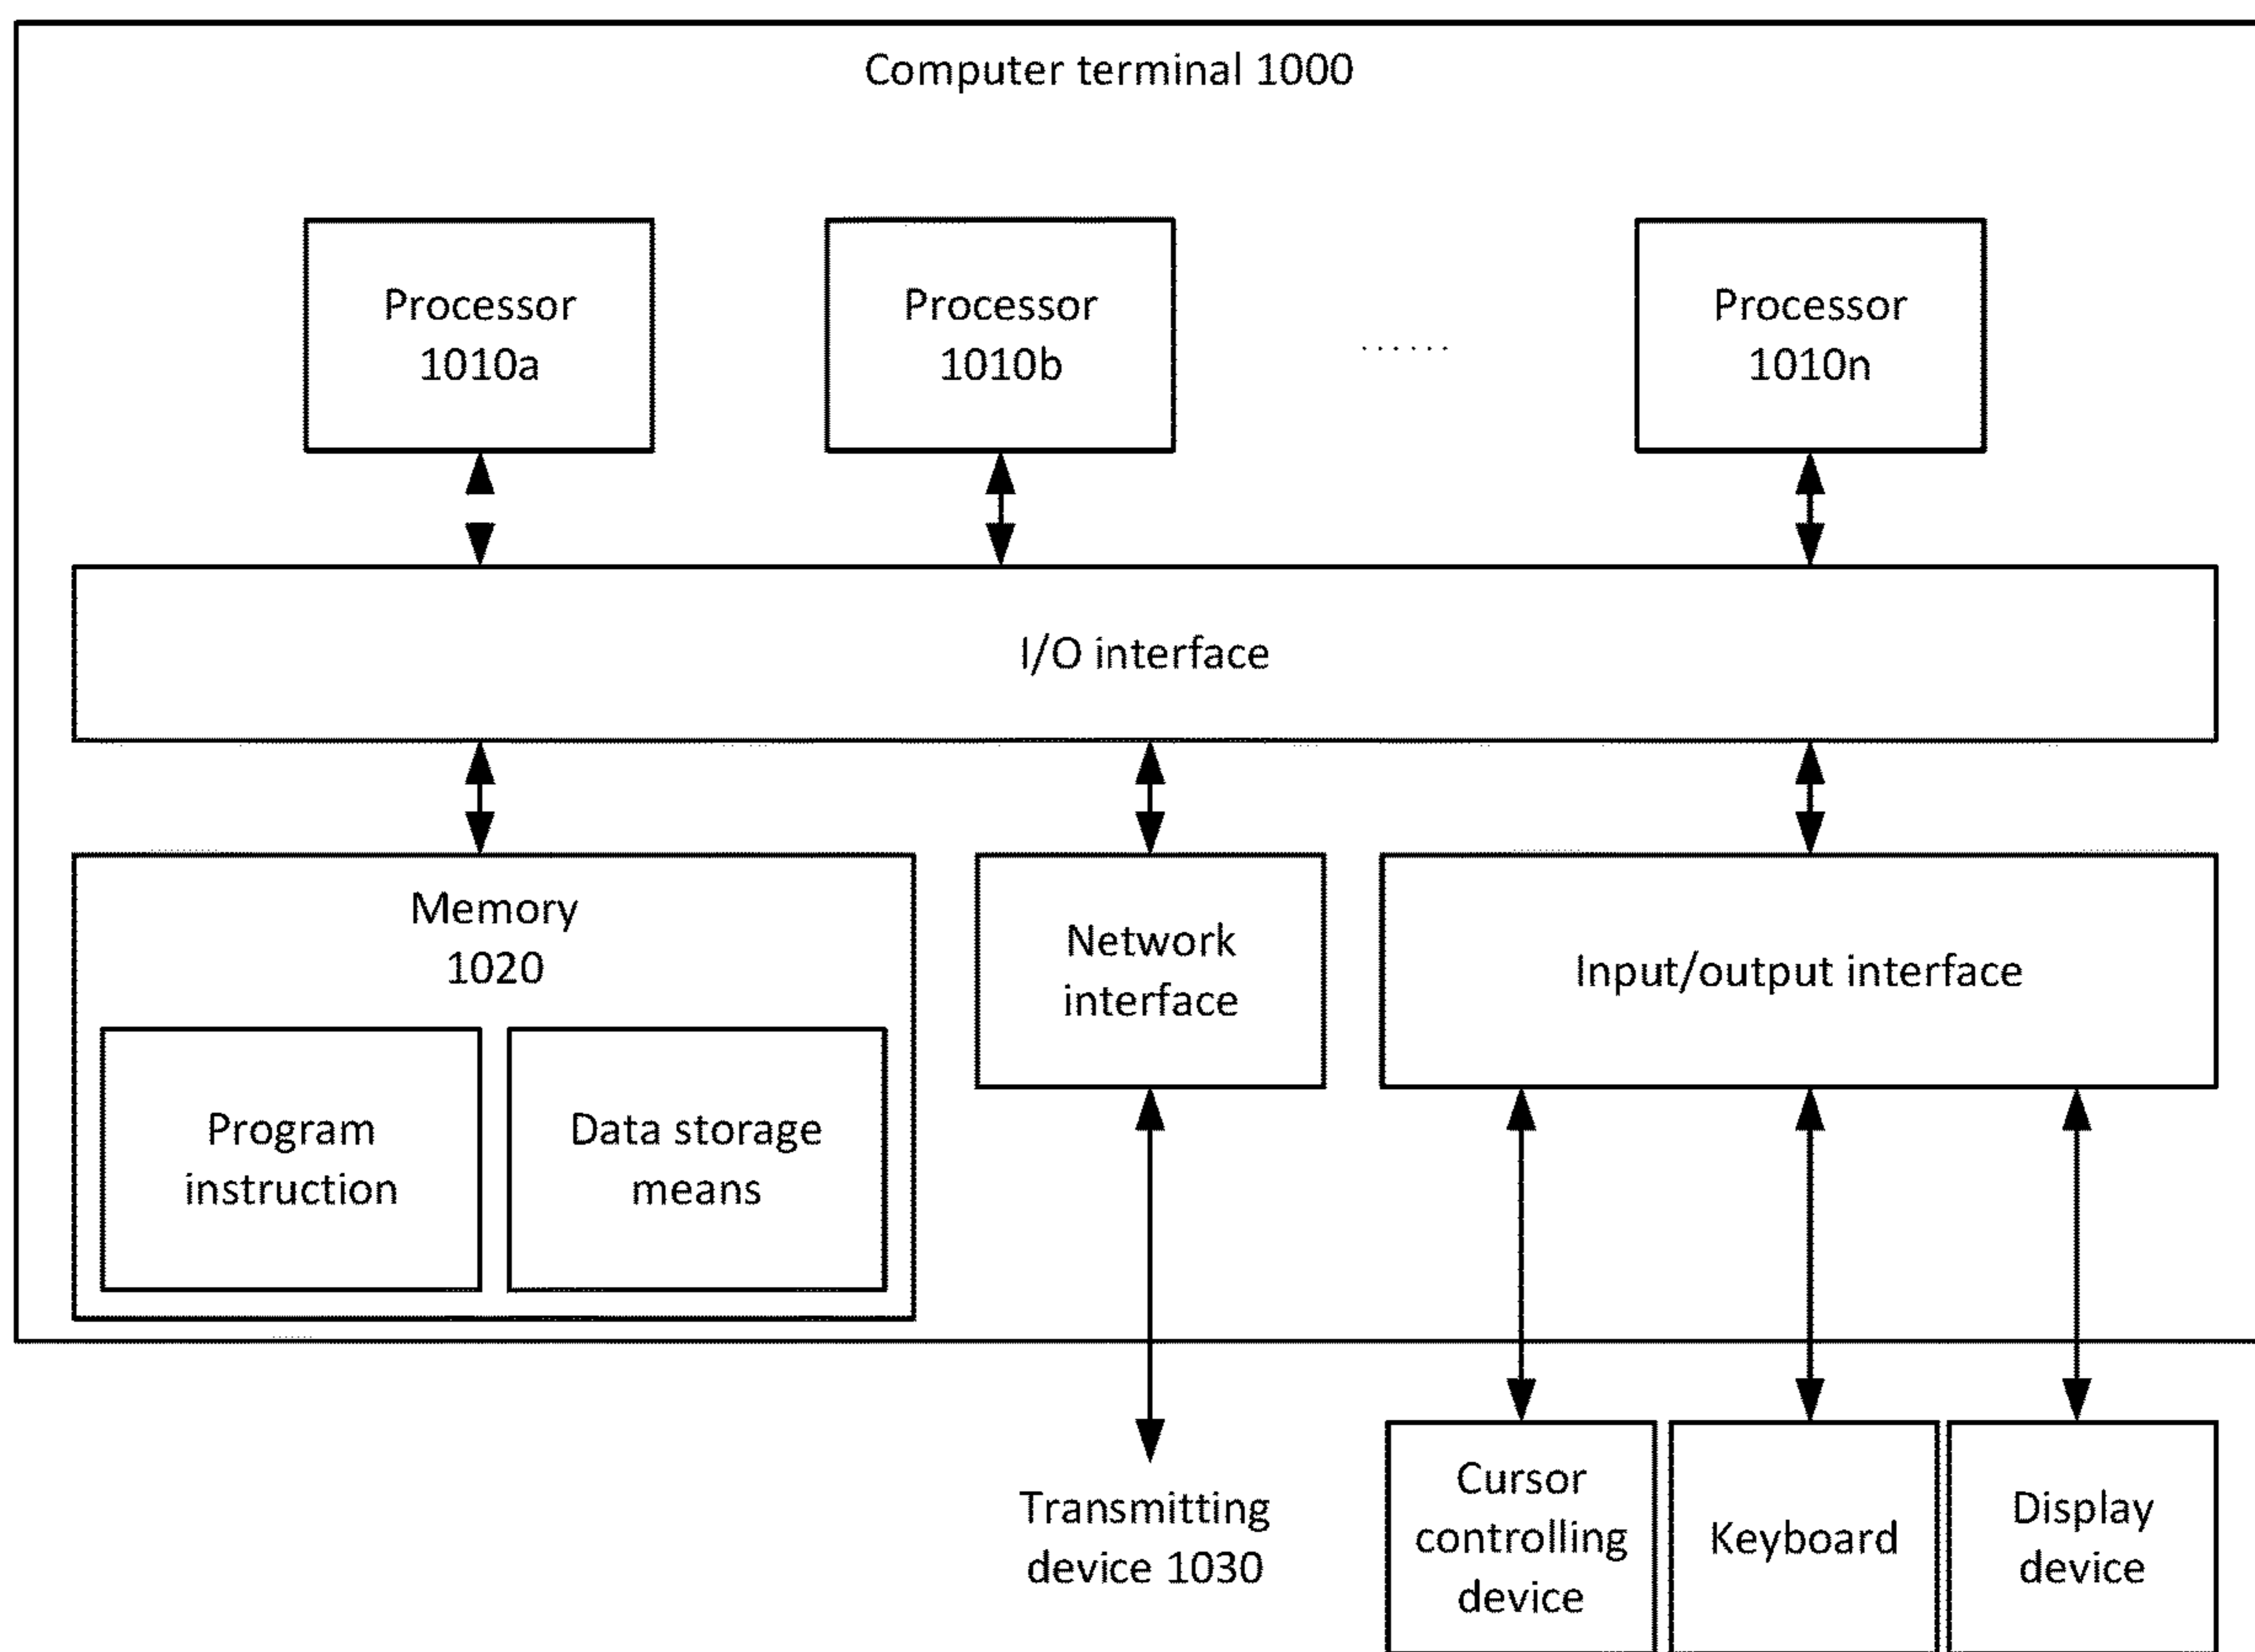 Computer terminal 1000
Processor
1010a
Processor
1010b
......
Processor
1010n
I/O interface
Memory
1020
Program
instruction
Data storage
means
Network
interface
Input/output interface
Transmitting
device 1030
Cursor
controlling
device
Keyboard
Display
device